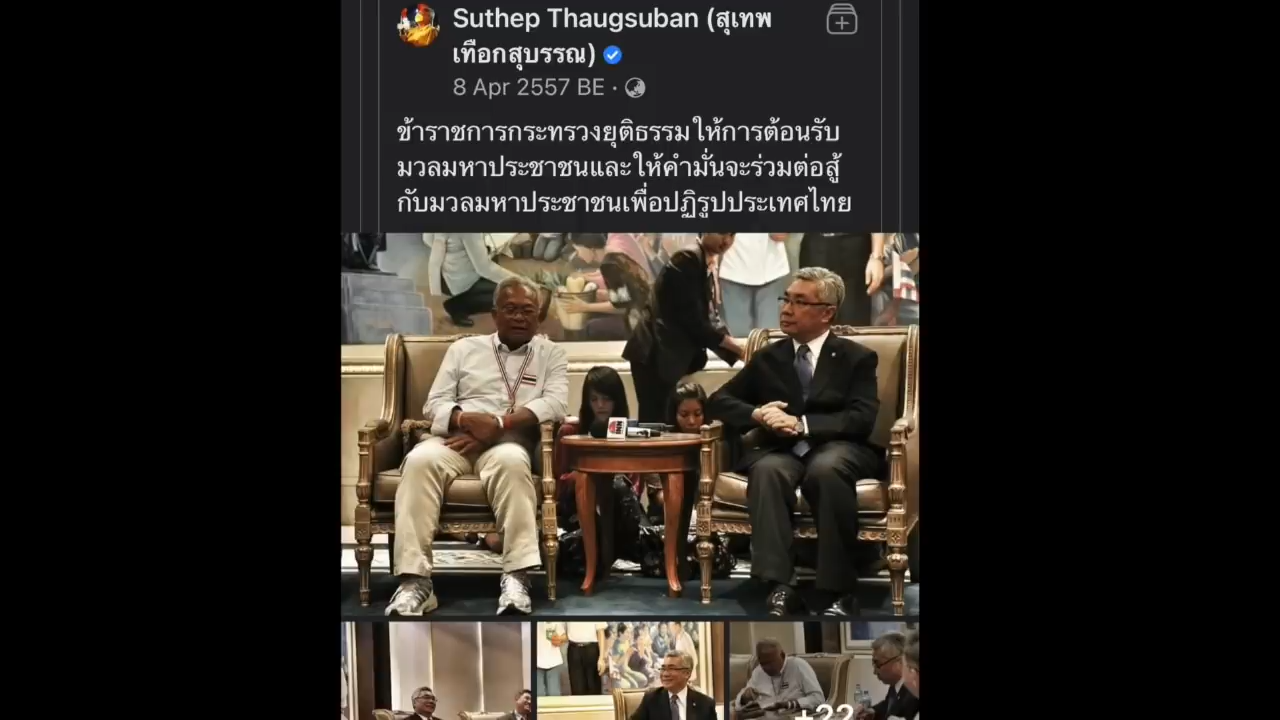 Suthep Thaugsuban (สุเทพ
เทือกสุบรรณ)
8 Apr 2557 BE ·
ข้าราชการกระทรวงยุติธรรมให้การต้อนรับ
มวลมหาประชาชนและให้คำมั่นจะร่วมต่อสู้
กับมวลมหาประชาชนเพื่อปฏิรูปประเทศไทย
+22